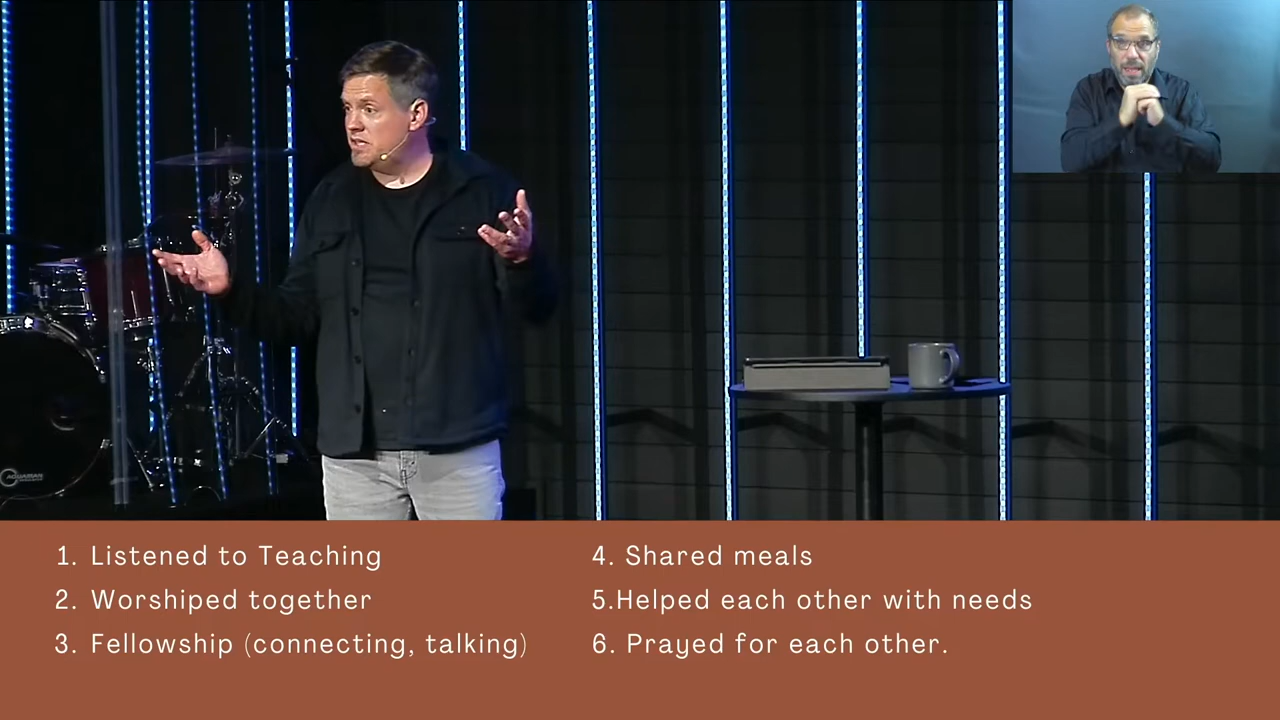 AQUARIAN
1. Listened to Teaching
2. Worshiped together
3. Fellowship (connecting, talking)
4. Shared meals
5.Helped each other with needs
6. Prayed for each other.